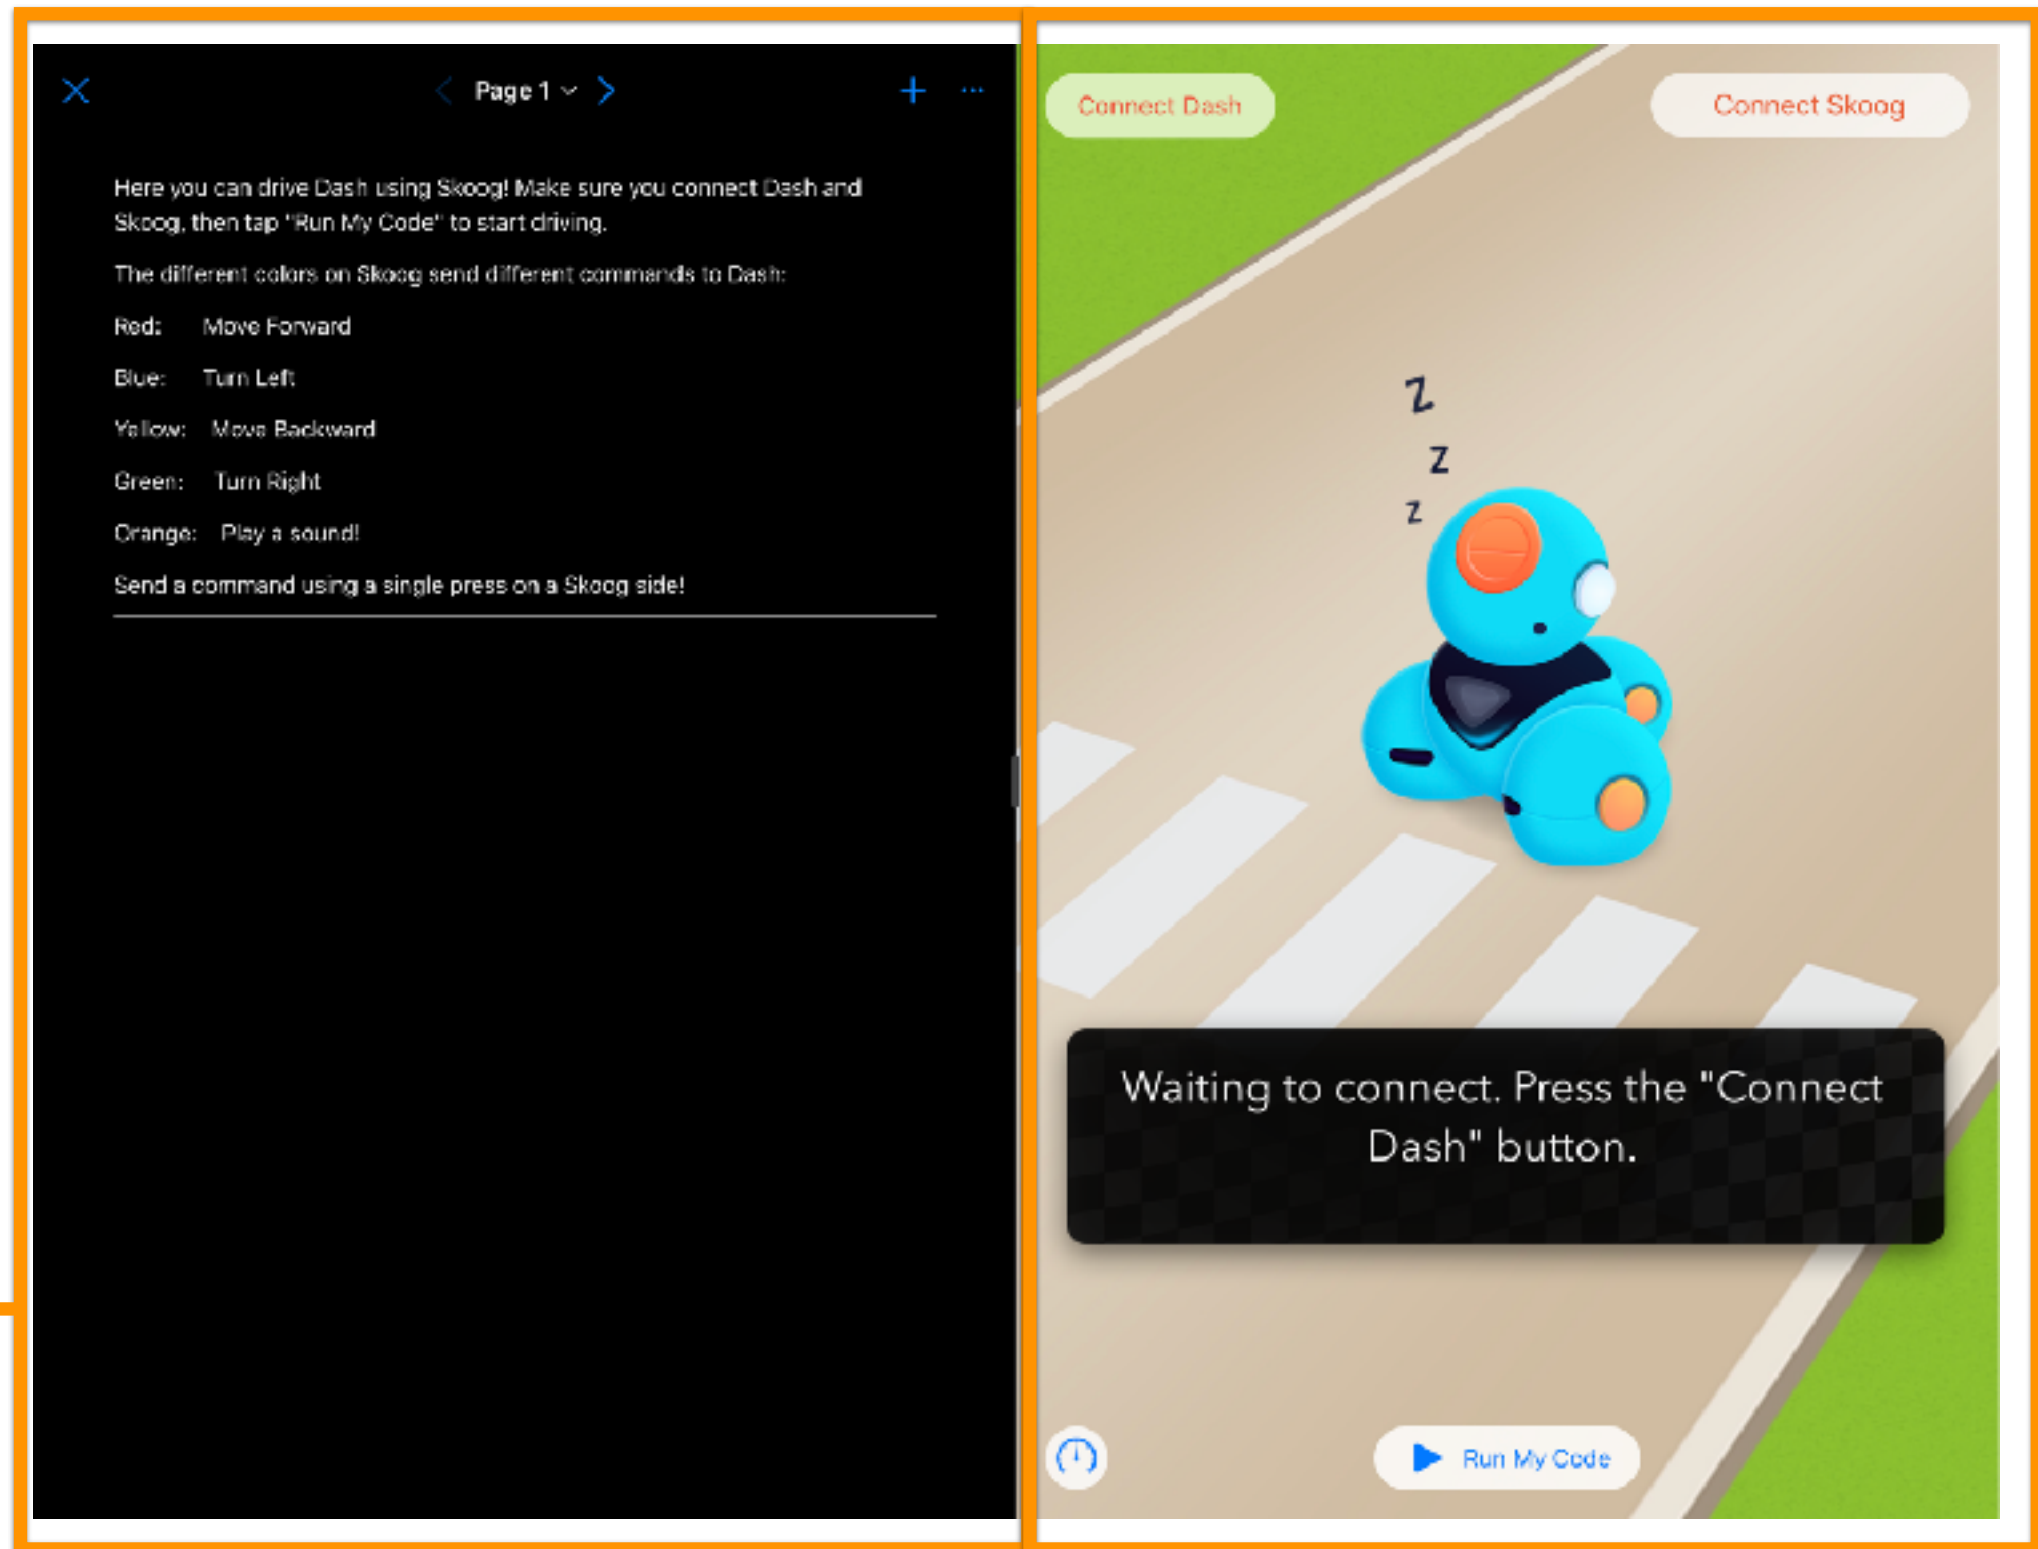 Page 1
Here you can drive Dash using Skoog! Make sure you connect Dash and
Skoog, then tap "Run My Code" to start driving.
The different colors on Skoog send different commands to Dash:
Red: Move Forward
Blue: Turn Left
Yellow: Move Backward
Green: Turn Right
Orange: Play a sound!
Send a command using a single press on a Skoog side!
Connect Dash
Connect Skoog
Z
Z
Z
Waiting to connect. Press the "Connect
Dash" button.
Run My Code